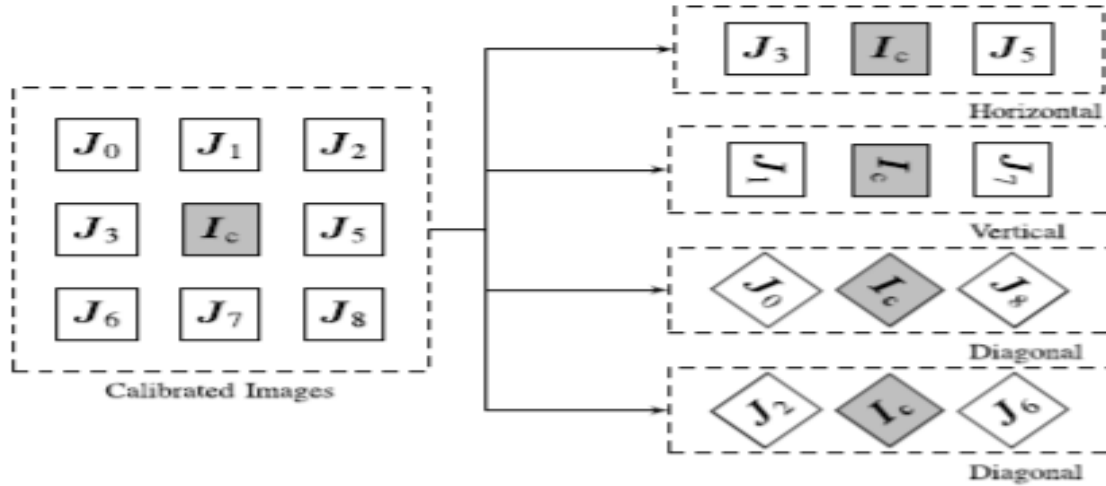 J0 J1 J2
J3 Ic J5
J6 J7 J8
Calibrated Images
J3 Ic J5
Horizontal
J1 Ic J7
Vertical
J0 Ic J8
Diagonal
J2 Ic J6
Diagonal